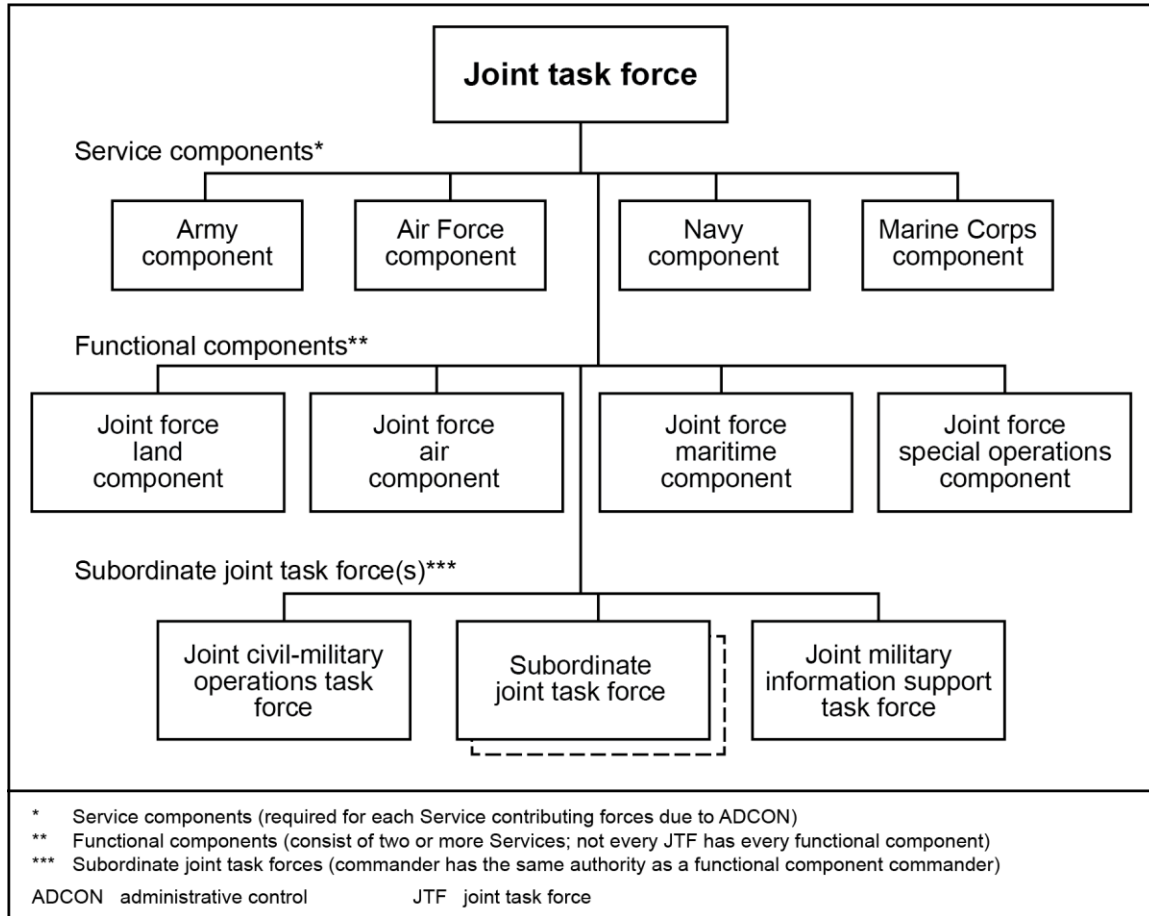 Joint task force
Service components*
Army
component
Air Force
component
Navy
component
Marine Corps
component
Functional components**
Joint force
land
component
Joint force
air
component
Joint force
maritime
component
Joint force
special operations
component
Subordinate joint task force(s)***
Joint civil-military
operations task
force
Subordinate
joint task force
Joint military
information support
task force
* Service components (required for each Service contributing forces due to ADCON)
** Functional components (consist of two or more Services; not every JTF has every functional component)
*** Subordinate joint task forces (commander has the same authority as a functional component commander)
ADCON administrative control JTF joint task force